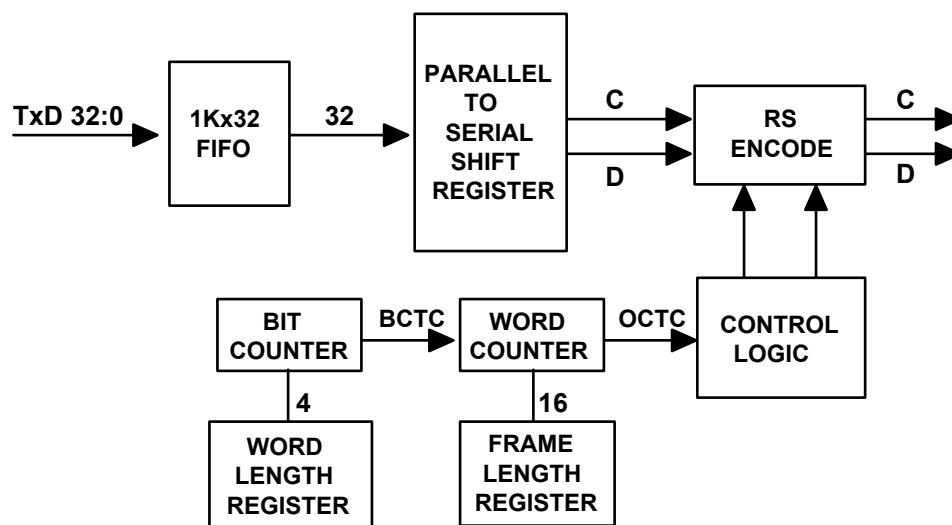 TxD 32:0
1Kx32
FIFO
32
PARALLEL
TO
SERIAL
SHIFT
REGISTER
C
D
RS
ENCODE
C
D
BIT
COUNTER
BCTC
WORD
COUNTER
OCTC
CONTROL
LOGIC
4
16
WORD
LENGTH
REGISTER
FRAME
LENGTH
REGISTER